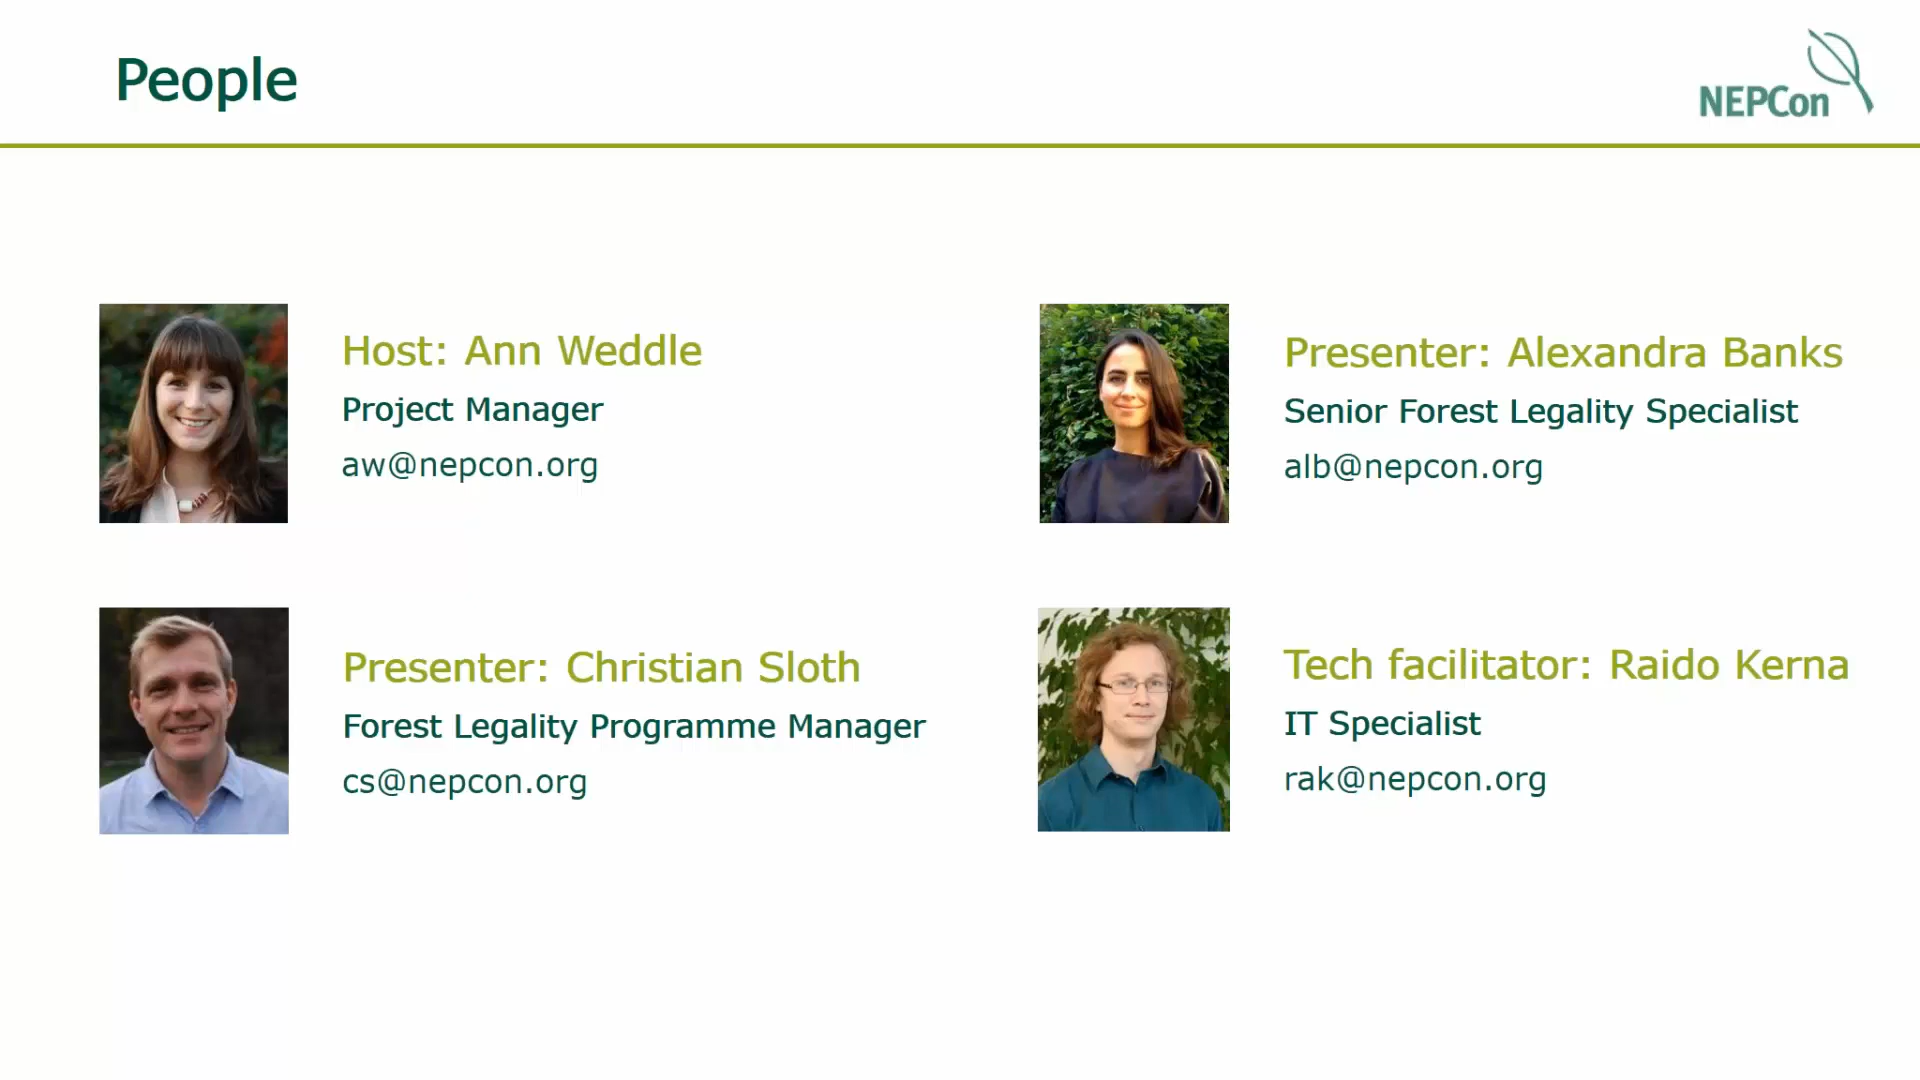 People
NEPCon
Host: Ann Weddle
Project Manager
aw@nepcon.org
Presenter: Alexandra Banks
Senior Forest Legality Specialist
alb@nepcon.org
Presenter: Christian Sloth
Forest Legality Programme Manager
cs@nepcon.org
Tech facilitator: Raido Kerna
IT Specialist
rak@nepcon.org